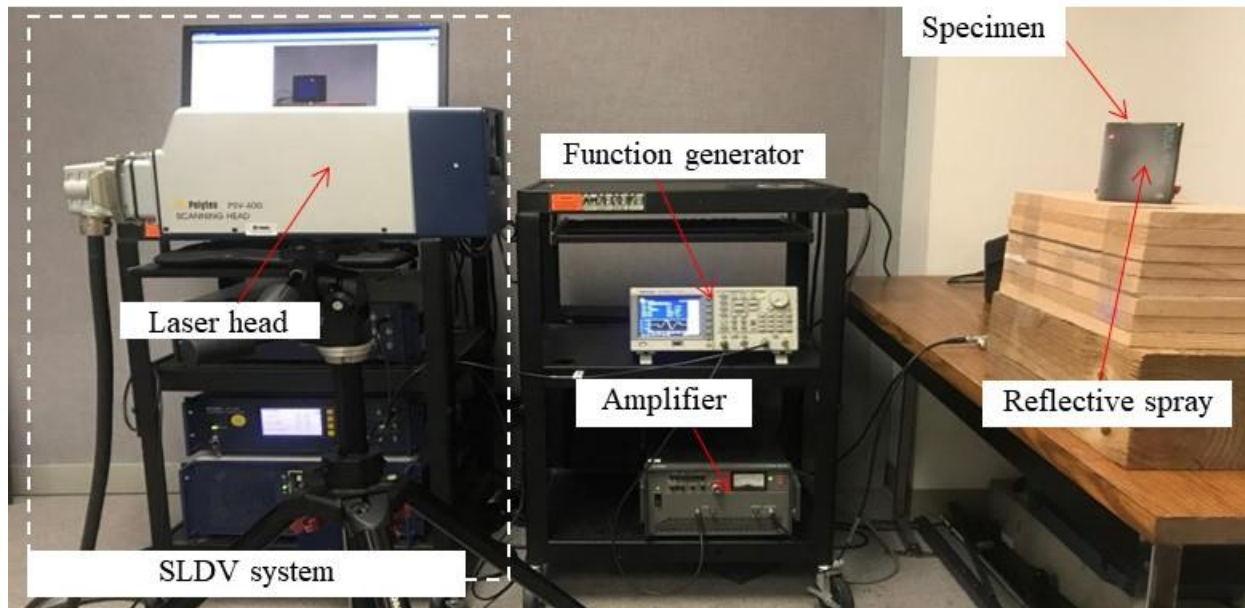 Specimen
Function generator
Polytec PSV-400
SCANNING HEAD
Laser head
Amplifier
Reflective spray
SLDV system